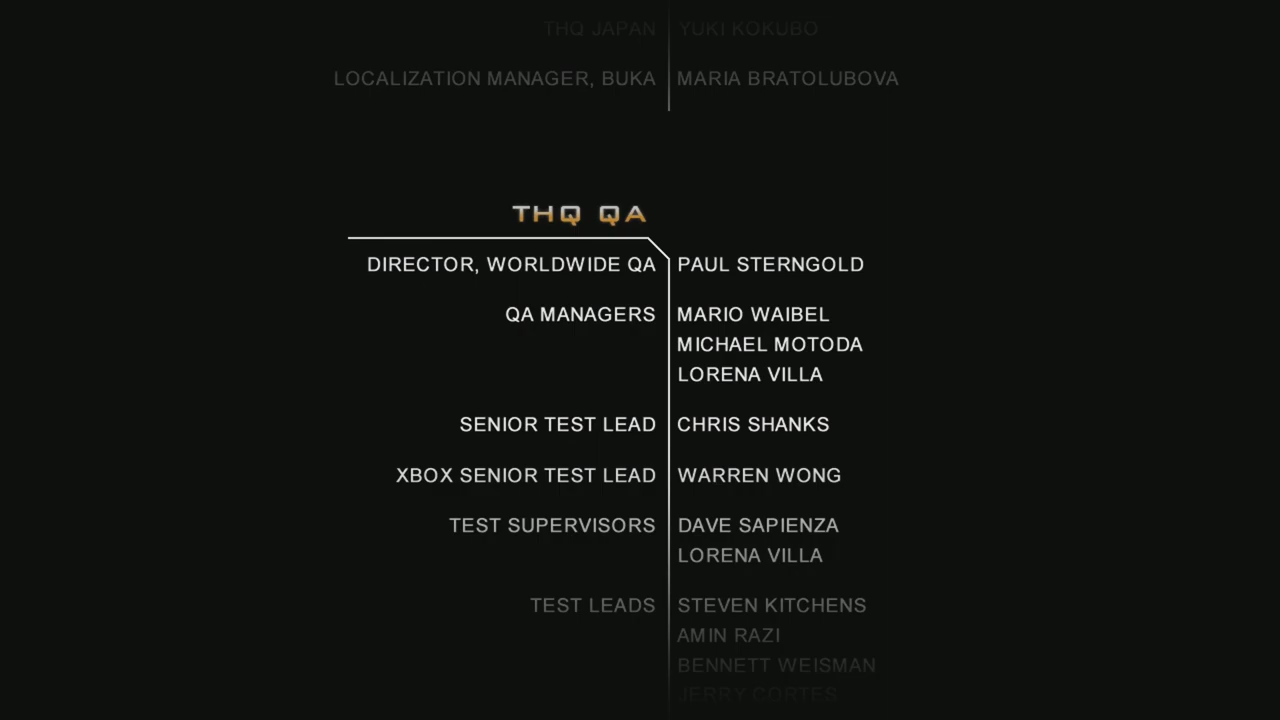 THQ JAPAN YUKI KOKUBO
LOCALIZATION MANAGER, BUKA MARIA BRATOLUBOVA
THQ QA
DIRECTOR, WORLDWIDE QA PAUL STERNGOLD
QA MANAGERS MARIO WAIBEL
MICHAEL MOTODA
LORENA VILLA
SENIOR TEST LEAD CHRIS SHANKS
XBOX SENIOR TEST LEAD WARREN WONG
TEST SUPERVISORS DAVE SAPIENZA
LORENA VILLA
TEST LEADS STEVEN KITCHENS
AMIN RAZI
BENNETT WEISMAN
JERRY CORTES